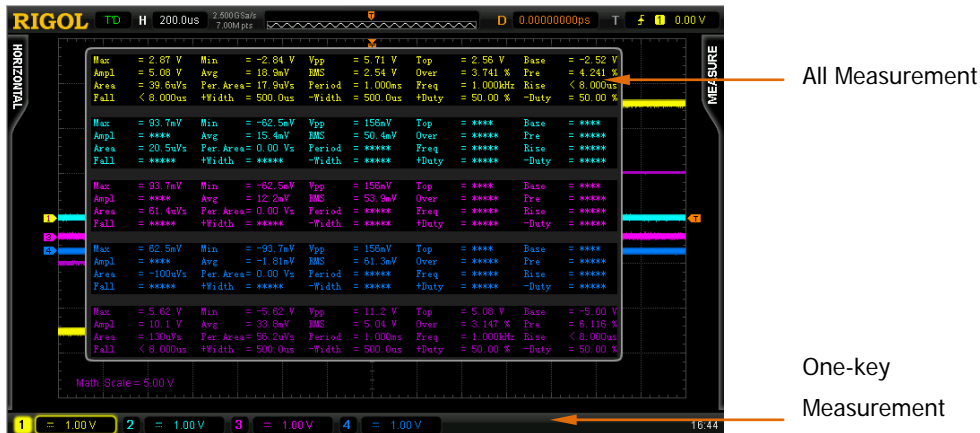 RIGOL T'D H 200.0us 2.500GSa/s 7.00M pts D 0.00000000ps T 1 0.00 V
HORIZONTAL
MEASURE
Max = 2.87 V Min = -2.84 V Vpp = 5.71 V Top = 2.56 V Base = -2.52 V
Ampl = 5.08 V Avg = 18.9mV RMS = 2.54 V Over = 3.741 % Pre = 4.241 %
Area = 39.6uVs Per.Area= 17.9uVs Period = 1.000ms Freq = 1.000kHz Rise < 8.000us
Fall < 8.000us +Width = 500.0us -Width = 500.0us +Duty = 50.00 % -Duty = 50.00 %
Max = 93.7mV Min = -62.5mV Vpp = 156mV Top = **** Base = ****
Ampl = **** Avg = 15.4mV RMS = 50.4mV Over = **** Pre = ****
Area = 20.5uVs Per.Area= 0.00 Vs Period = ***** Freq = ***** Rise = *****
Fall = ***** +Width = ***** -Width = ***** +Duty = ***** -Duty = *****
Max = 93.7mV Min = -62.5mV Vpp = 156mV Top = **** Base = ****
Ampl = **** Avg = 12.2mV RMS = 53.9mV Over = **** Pre = ****
Area = 61.4uVs Per.Area= 0.00 Vs Period = ***** Freq = ***** Rise = *****
Fall = ***** +Width = ***** -Width = ***** +Duty = ***** -Duty = *****
Max = 62.5mV Min = -93.7mV Vpp = 156mV Top = **** Base = ****
Ampl = **** Avg = -1.81mV RMS = 61.3mV Over = **** Pre = ****
Area = -100uVs Per.Area= 0.00 Vs Period = ***** Freq = ***** Rise = *****
Fall = ***** +Width = ***** -Width = ***** +Duty = ***** -Duty = *****
Max = 5.62 V Min = -5.62 V Vpp = 11.2 V Top = 5.08 V Base = -5.00 V
Ampl = 10.1 V Avg = 33.8mV RMS = 5.04 V Over = 3.147 % Pre = 6.116 %
Area = 130uVs Per.Area= 56.2uVs Period = 1.000ms Freq = 1.000kHz Rise < 8.000us
Fall < 8.000us +Width = 500.0us -Width = 500.0us +Duty = 50.00 % -Duty = 50.00 %
1
3
4
T
Math Scale = 5.00 V
1 = 1.00 V 2 = 1.00 V 3 = 1.00 V 4 = 1.00 V 16:44
All Measurement
One-key
Measurement